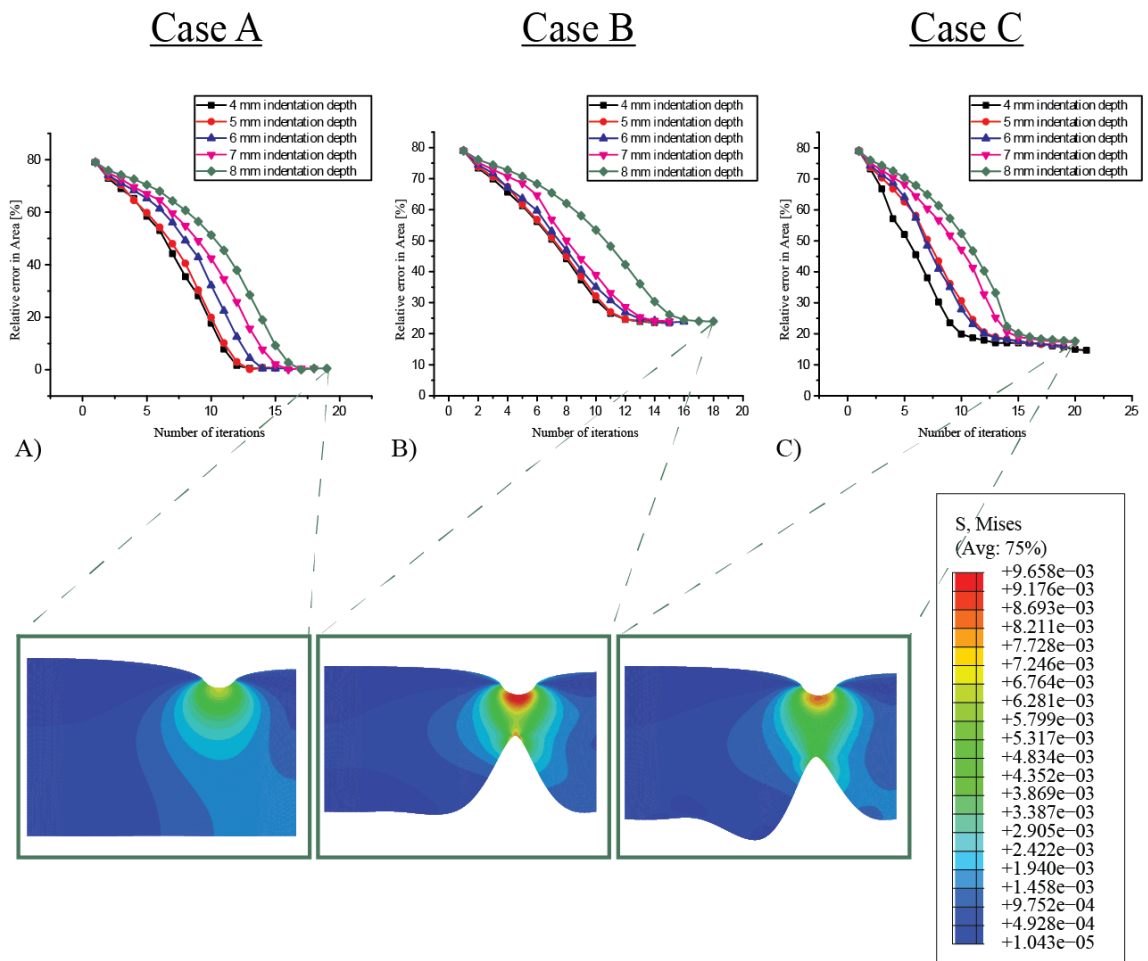 Case A
Case B
Case C
4 mm indentation depth
5 mm indentation depth
6 mm indentation depth
7 mm indentation depth
8 mm indentation depth
80
60
40
20
0
Relative error in Area [%]
0
5
10
15
20
25
Number of iterations
A)
4 mm indentation depth
5 mm indentation depth
6 mm indentation depth
7 mm indentation depth
8 mm indentation depth
80
70
60
50
40
30
20
10
0
Relative error in Area [%]
0
2
4
6
8
10
12
14
16
18
20
Number of iterations
B)
4 mm indentation depth
5 mm indentation depth
6 mm indentation depth
7 mm indentation depth
8 mm indentation depth
80
70
60
50
40
30
20
10
0
Relative error in Area [%]
0
5
10
15
20
25
Number of iterations
C)
S, Mises
(Avg: 75%)
+9.658e−03
+9.176e−03
+8.693e−03
+8.211e−03
+7.728e−03
+7.246e−03
+6.764e−03
+6.281e−03
+5.799e−03
+5.317e−03
+4.834e−03
+4.352e−03
+3.869e−03
+3.387e−03
+2.905e−03
+2.422e−03
+1.940e−03
+1.458e−03
+9.752e−04
+4.928e−04
+1.043e−05